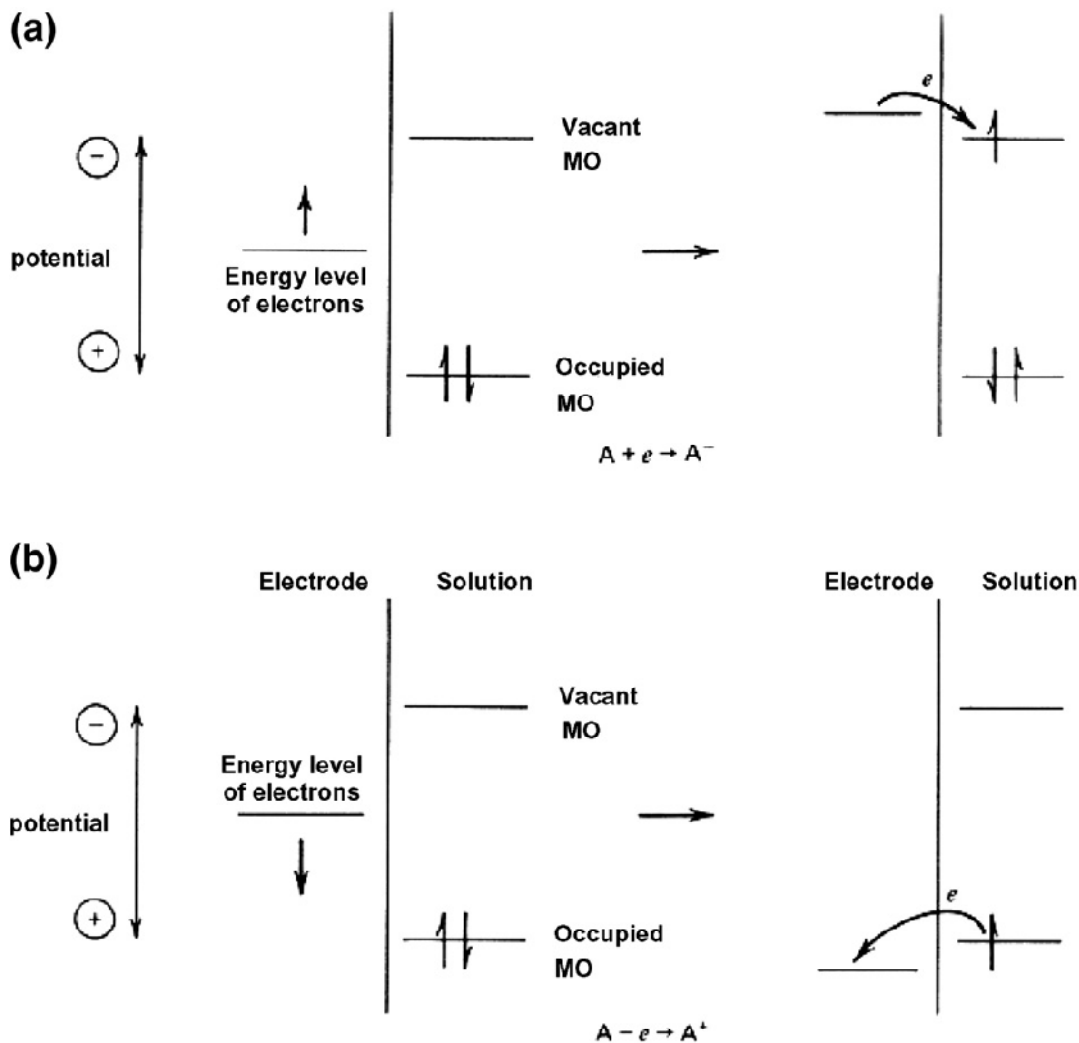 (a)
e
Vacant
MO
−
potential
Energy level
of electrons
+
Occupied
MO
A + e → A⁻
(b)
Electrode Solution Electrode Solution
Vacant
MO
−
Energy level
of electrons
potential
+
e
Occupied
MO
A − e → A⁺